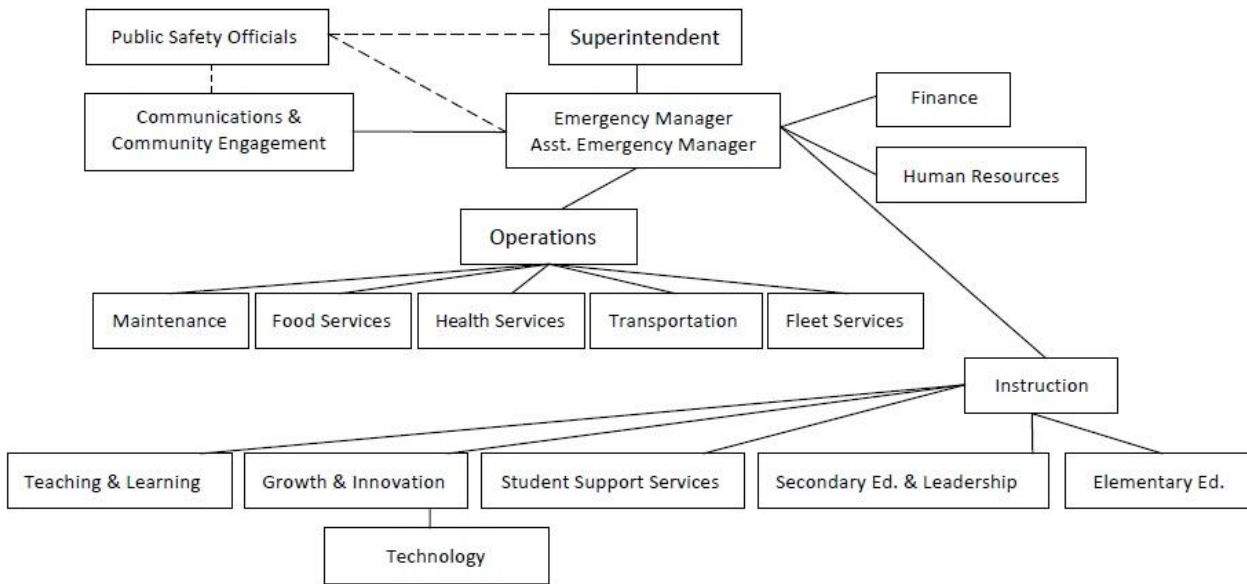 Public Safety Officials
Superintendent
Communications &
Community Engagement
Emergency Manager
Asst. Emergency Manager
Finance
Human Resources
Operations
Maintenance
Food Services
Health Services
Transportation
Fleet Services
Instruction
Teaching & Learning
Growth & Innovation
Student Support Services
Secondary Ed. & Leadership
Elementary Ed.
Technology